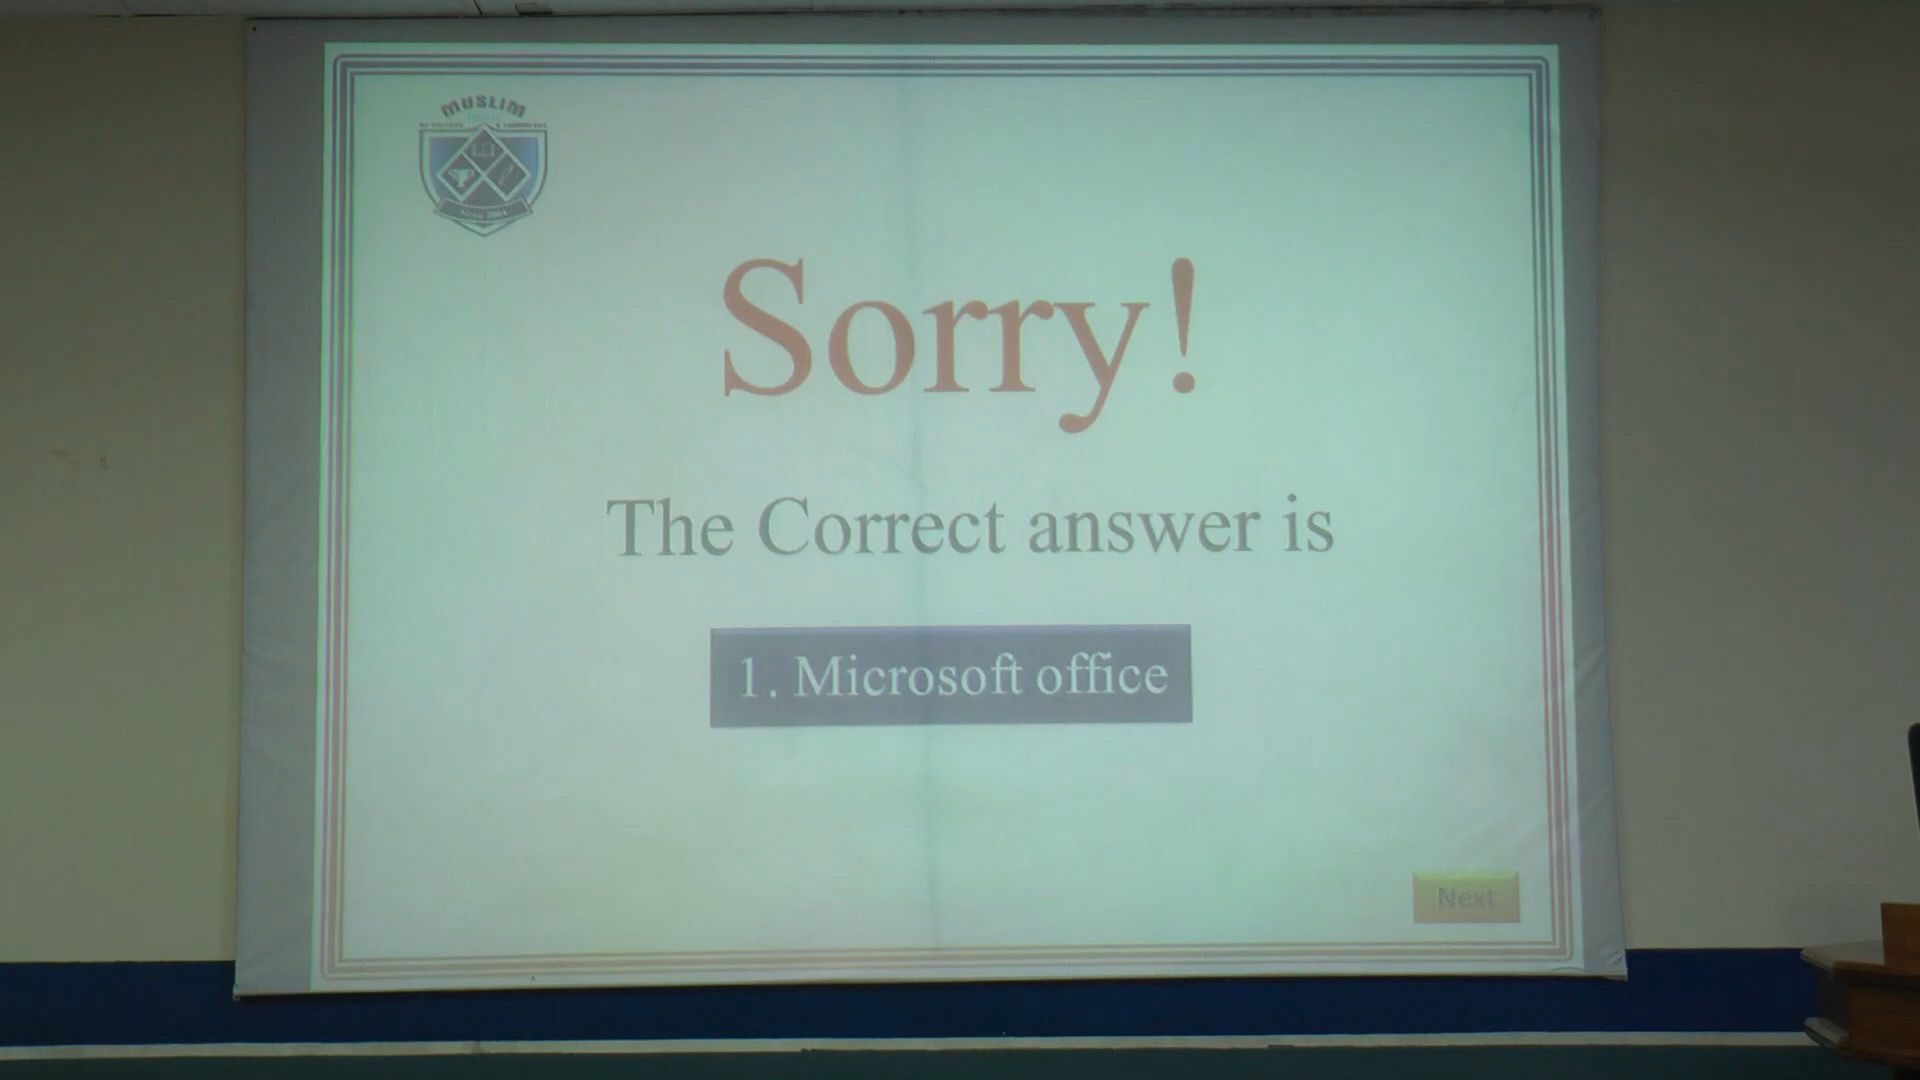 MUSLIM
Sorry!
The Correct answer is
1. Microsoft office
Next